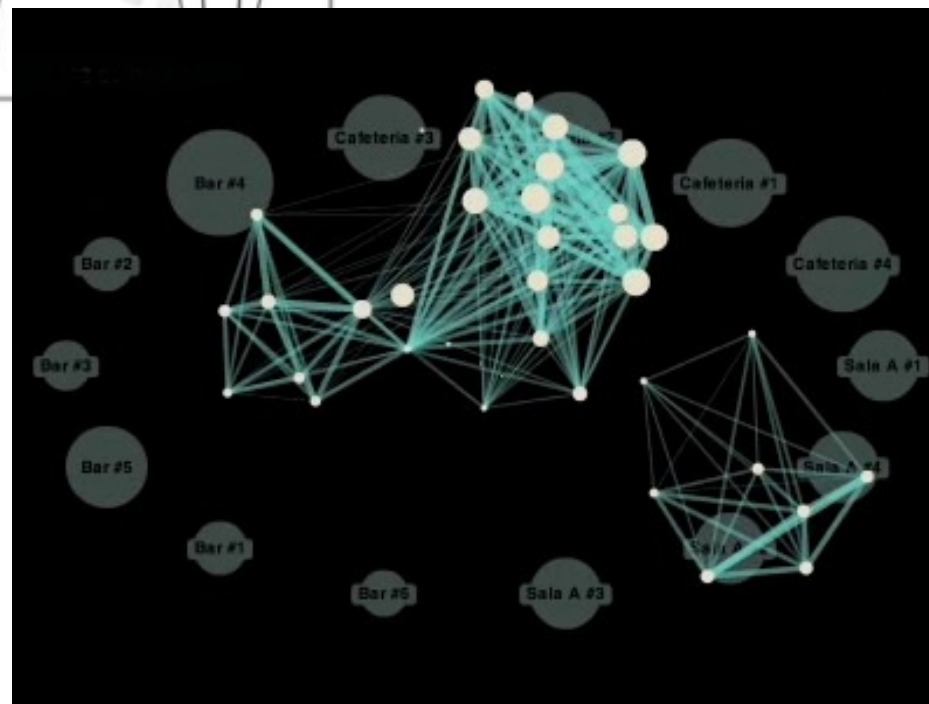 Cafeteria #3
Bar #4
Cafeteria #1
Bar #2
Cafeteria #4
Bar #3
Sala A #1
Bar #5
Sala A #4
Bar #1
Bar #6
Sala A #3